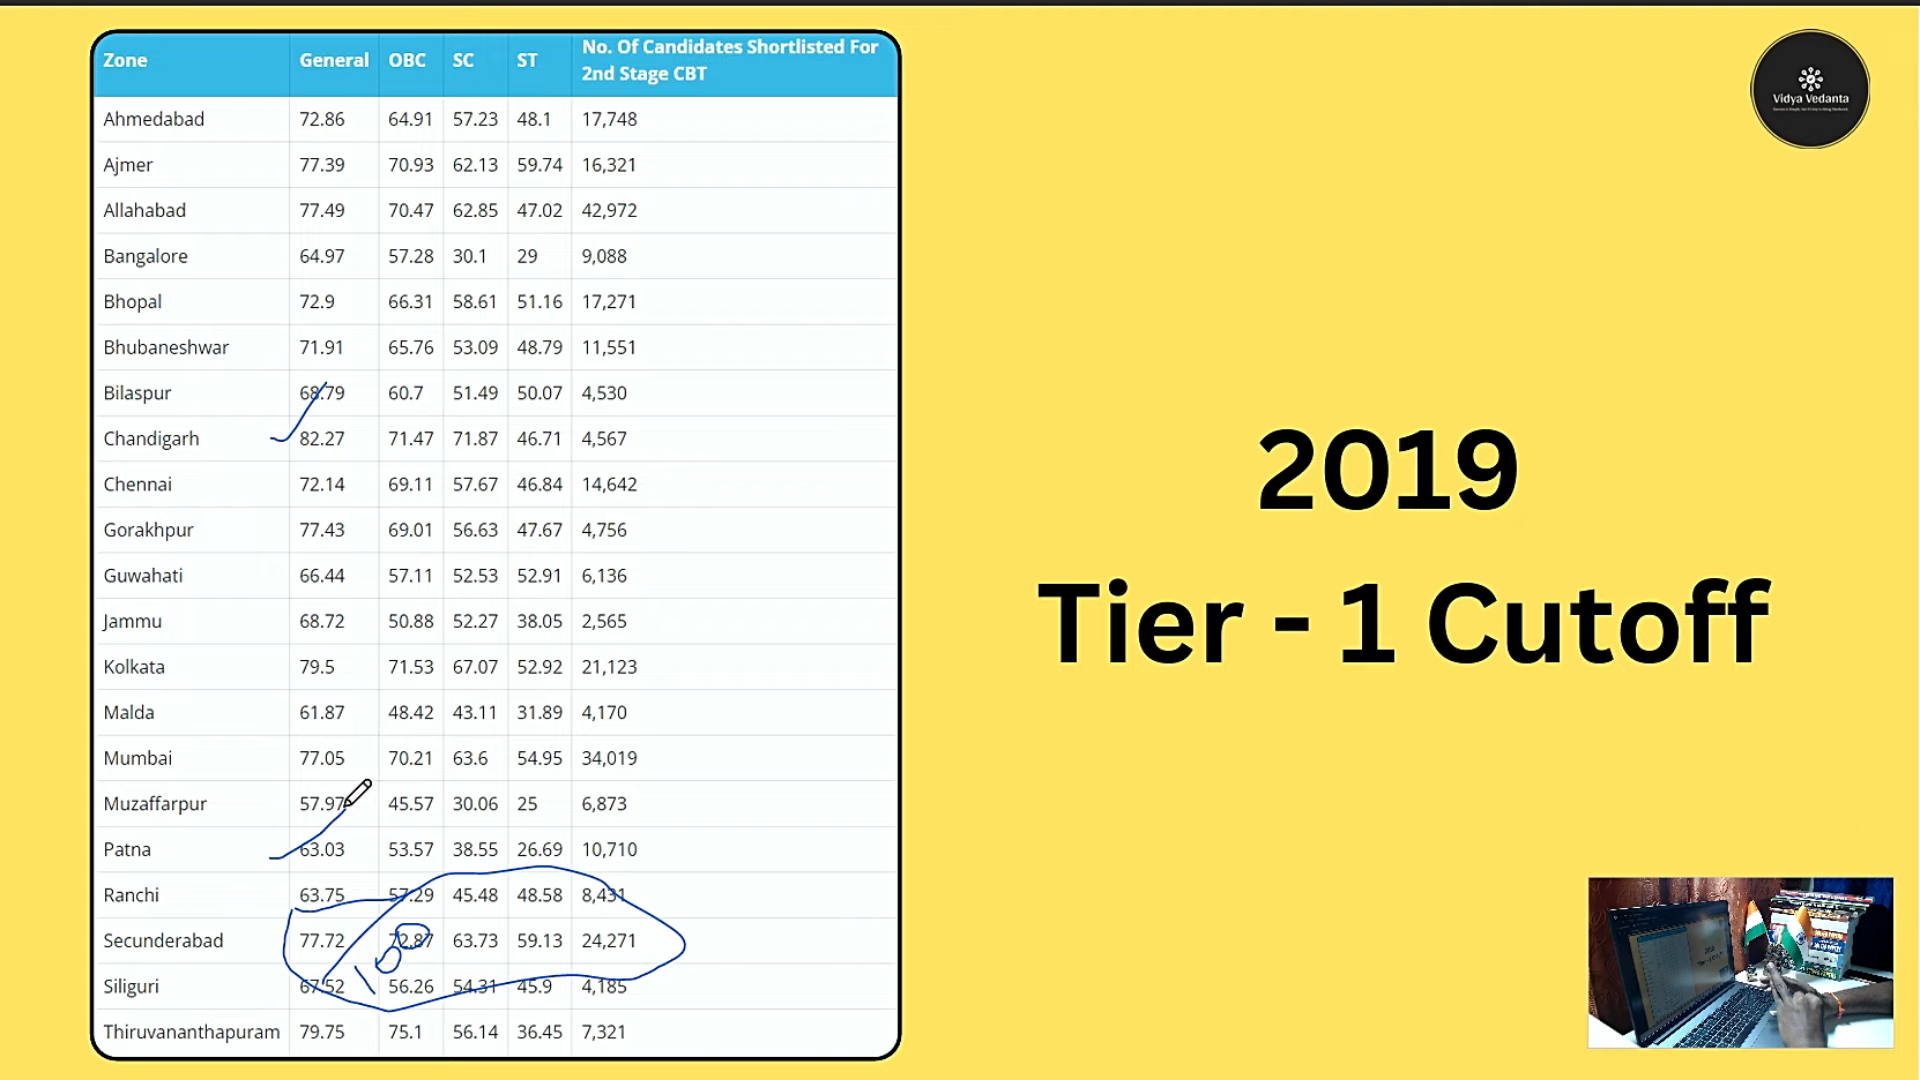 Zone General OBC SC ST No. Of Candidates Shortlisted For 2nd Stage CBT
Ahmedabad 72.86 64.91 57.23 48.1 17,748
Ajmer 77.39 70.93 62.13 59.74 16,321
Allahabad 77.49 70.47 62.85 47.02 42,972
Bangalore 64.97 57.28 30.1 29 9,088
Bhopal 72.9 66.31 58.61 51.16 17,271
Bhubaneshwar 71.91 65.76 53.09 48.79 11,551
Bilaspur 68.79 60.7 51.49 50.07 4,530
Chandigarh 82.27 71.47 71.87 46.71 4,567
Chennai 72.14 69.11 57.67 46.84 14,642
Gorakhpur 77.43 69.01 56.63 47.67 4,756
Guwahati 66.44 57.11 52.53 52.91 6,136
Jammu 68.72 50.88 52.27 38.05 2,565
Kolkata 79.5 71.53 67.07 52.92 21,123
Malda 61.87 48.42 43.11 31.89 4,170
Mumbai 77.05 70.21 63.6 54.95 34,019
Muzaffarpur 57.97 45.57 30.06 25 6,873
Patna 63.03 53.57 38.55 26.69 10,710
Ranchi 63.75 57.29 45.48 48.58 8,431
Secunderabad 77.72 72.87 63.73 59.13 24,271
100
Siliguri 67.52 56.26 54.31 45.9 4,185
Thiruvananthapuram 79.75 75.1 56.14 36.45 7,321
Vidya Vedanta
2019
Tier - 1 Cutoff